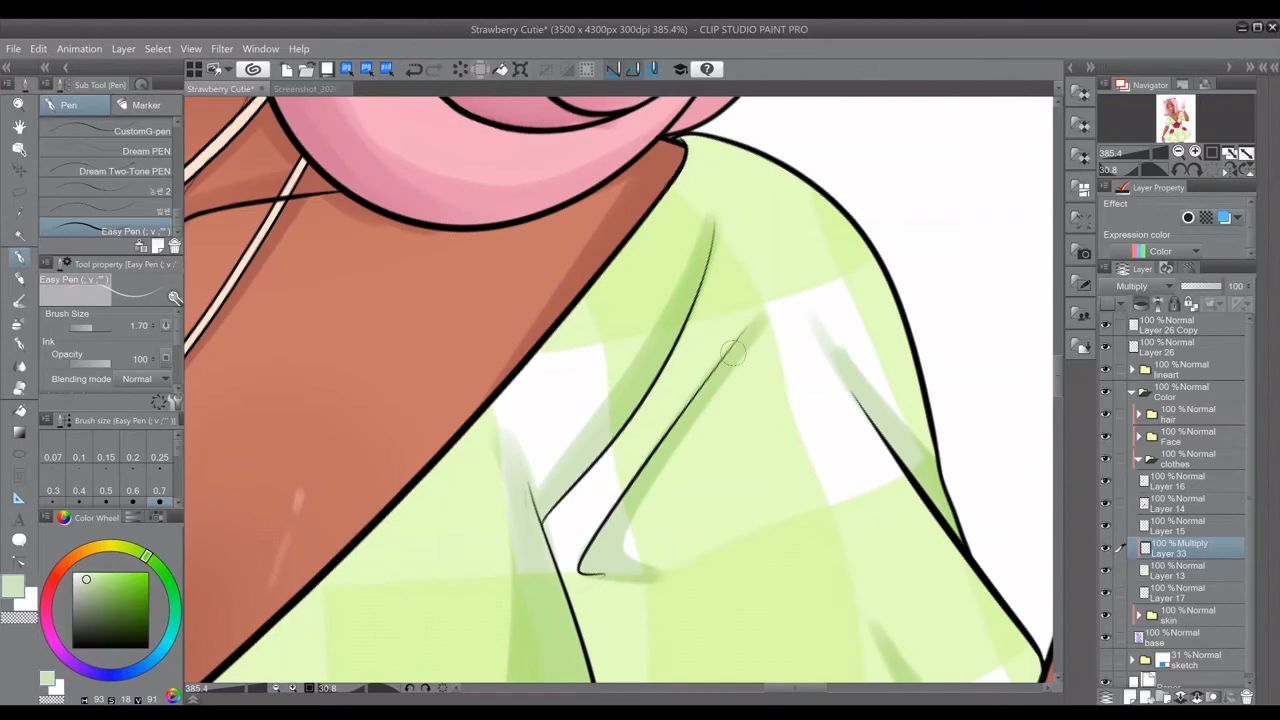 Strawberry Cutie* (3500 x 4300px 300dpi 385.4%) - CLIP STUDIO PAINT PRO
File Edit Animation Layer Select View Filter Window Help
Sub Tool [Pen]
Strawberry Cutie*
Screenshot_202
Pen Marker
CustomG-pen
Dream PEN
Dream Two-Tone PEN
Easy Pen (; v ;"")
Tool property [Easy Pen (; v ;"")
Easy Pen (; v ;"")
Brush Size 1.70
Ink
Opacity 100
Blending mode Normal
Brush size [Easy Pen (; v ;"")]
0.07 0.1 0.15 0.2 0.25
0.3 0.4 0.5 0.6 0.7
Color Wheel
H 93 S 18 V 91
385.4 30.8
Navigator
385.4
30.8
Layer Property
Effect
Expression color
Color
Layer
Multiply 100
100 % Normal
Layer 26 Copy
100 % Normal
Layer 26
100 % Normal
lineart
100 % Normal
Color
100 % Normal
hair
100 % Normal
Face
100 % Normal
clothes
100 % Normal
Layer 16
100 % Normal
Layer 14
100 % Normal
Layer 15
100 % Multiply
Layer 33
100 % Normal
Layer 13
100 % Normal
Layer 17
100 % Normal
skin
100 % Normal
base
31 % Normal
sketch